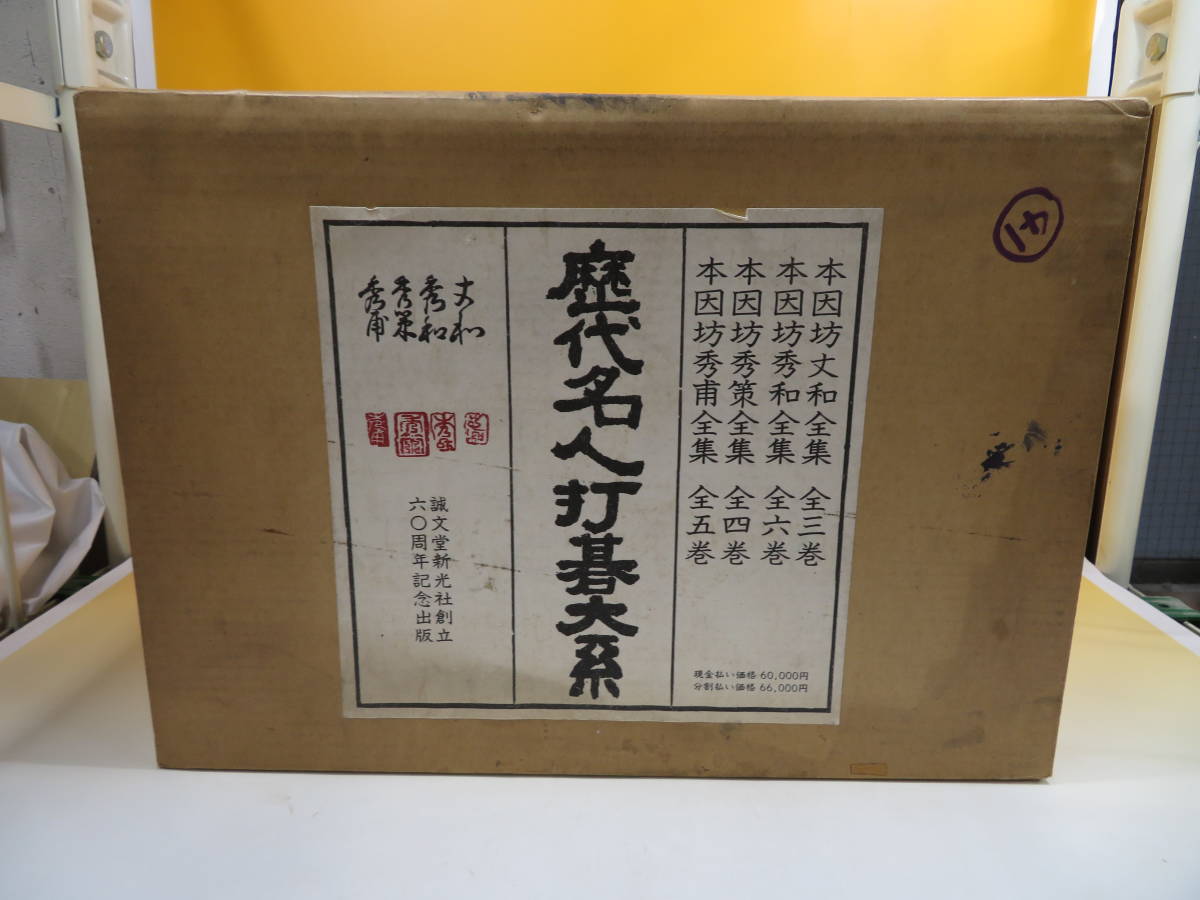 本因坊丈和全集 全三巻
本因坊秀和全集 全六巻
本因坊秀策全集 全四巻
本因坊秀甫全集 全五巻
現金払い価格 60,000円
分割払い価格 66,000円
歴代名人打碁大系
丈和
秀和
秀策
秀甫
誠文堂新光社創立
六〇周年記念出版